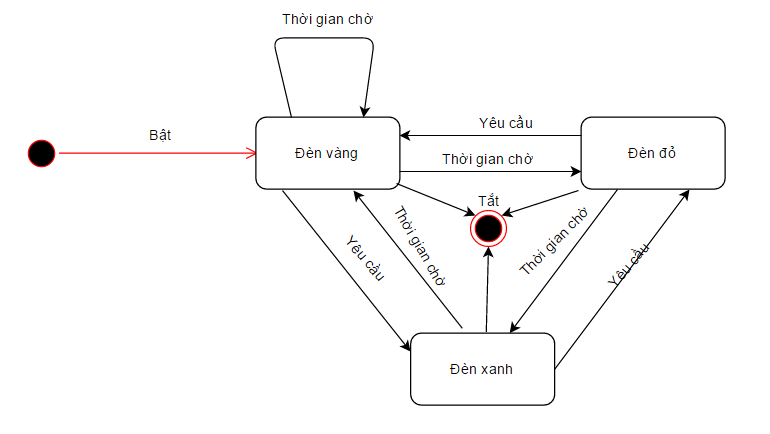 Thời gian chờ
Bật
Yêu cầu
Đèn vàng
Đèn đỏ
Thời gian chờ
Tắt
Thời gian chờ
Thời gian chờ
Yêu cầu
Yêu cầu
Đèn xanh